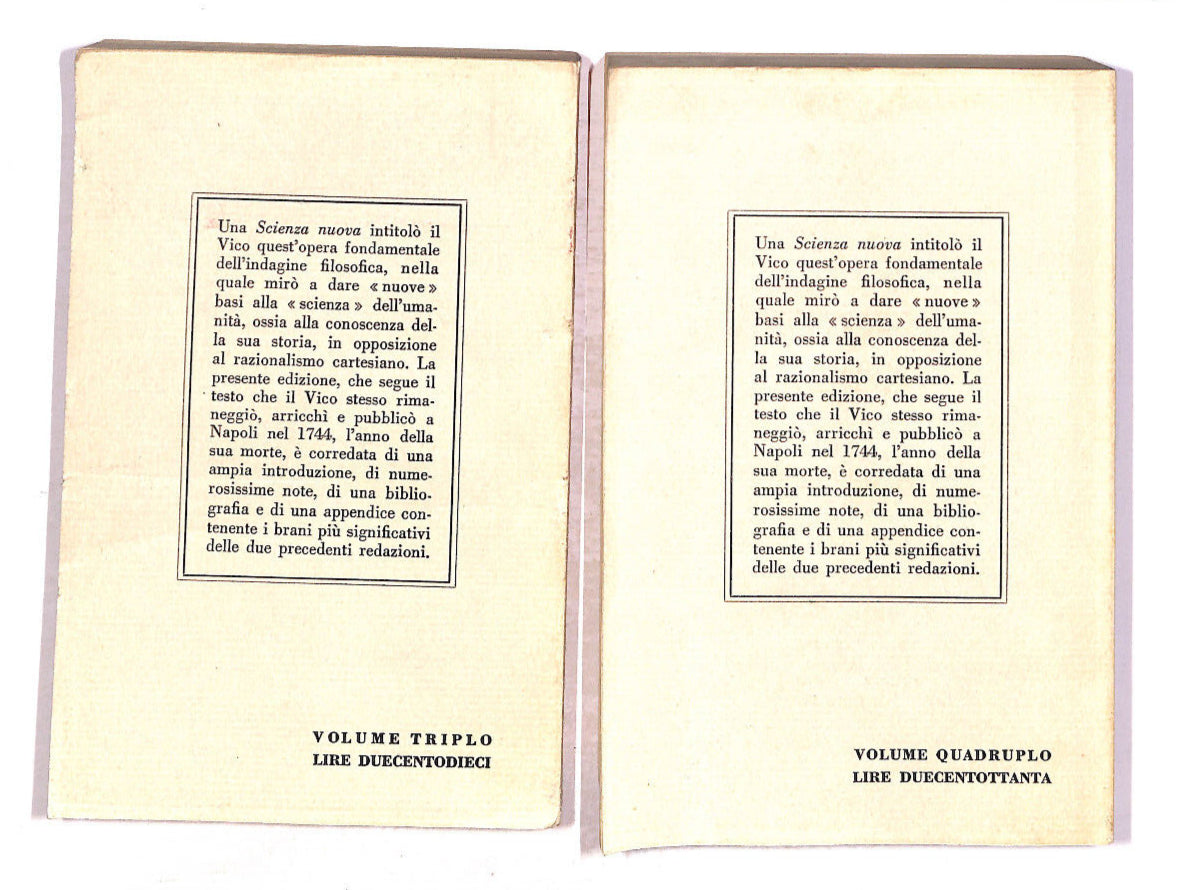 Una Scienza nuova intitolò il
Vico quest'opera fondamentale
dell'indagine filosofica, nella
quale mirò a dare « nuove »
basi alla « scienza » dell'uma-
nità, ossia alla conoscenza del-
la sua storia, in opposizione
al razionalismo cartesiano. La
presente edizione, che segue il
testo che il Vico stesso rima-
neggiò, arricchì e pubblicò a
Napoli nel 1744, l'anno della
sua morte, è corredata di una
ampia introduzione, di nume-
rosissime note, di una biblio-
grafia e di una appendice con-
tenente i brani più significativi
delle due precedenti redazioni.
VOLUME TRIPLO
LIRE DUECENTODIECI
Una Scienza nuova intitolò il
Vico quest'opera fondamentale
dell'indagine filosofica, nella
quale mirò a dare « nuove »
basi alla « scienza » dell'uma-
nità, ossia alla conoscenza del-
la sua storia, in opposizione
al razionalismo cartesiano. La
presente edizione, che segue il
testo che il Vico stesso rima-
neggiò, arricchì e pubblicò a
Napoli nel 1744, l'anno della
sua morte, è corredata di una
ampia introduzione, di nume-
rosissime note, di una biblio-
grafia e di una appendice con-
tenente i brani più significativi
delle due precedenti redazioni.
VOLUME QUADRUPLO
LIRE DUECENTOTTANTA